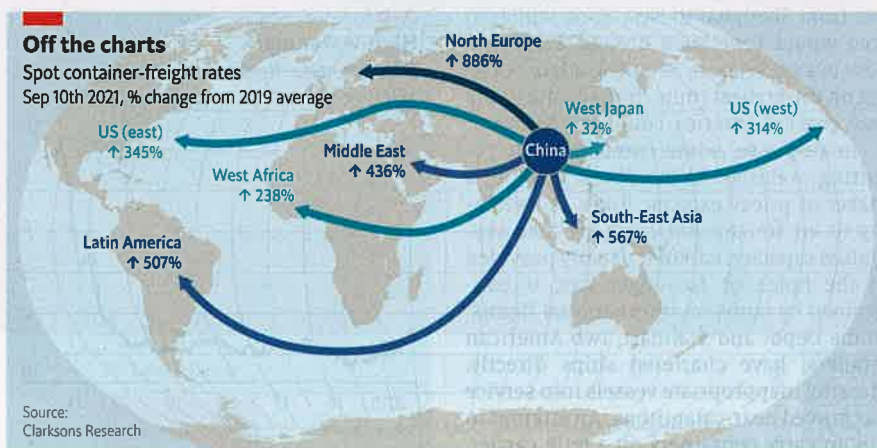 Off the charts
Spot container-freight rates
Sep 10th 2021, % change from 2019 average
North Europe
↑ 886%
US (east)
↑ 345%
Middle East
↑ 436%
West Africa
↑ 238%
Latin America
↑ 507%
China
West Japan
↑ 32%
US (west)
↑ 314%
South-East Asia
↑ 567%
Source:
Clarksons Research